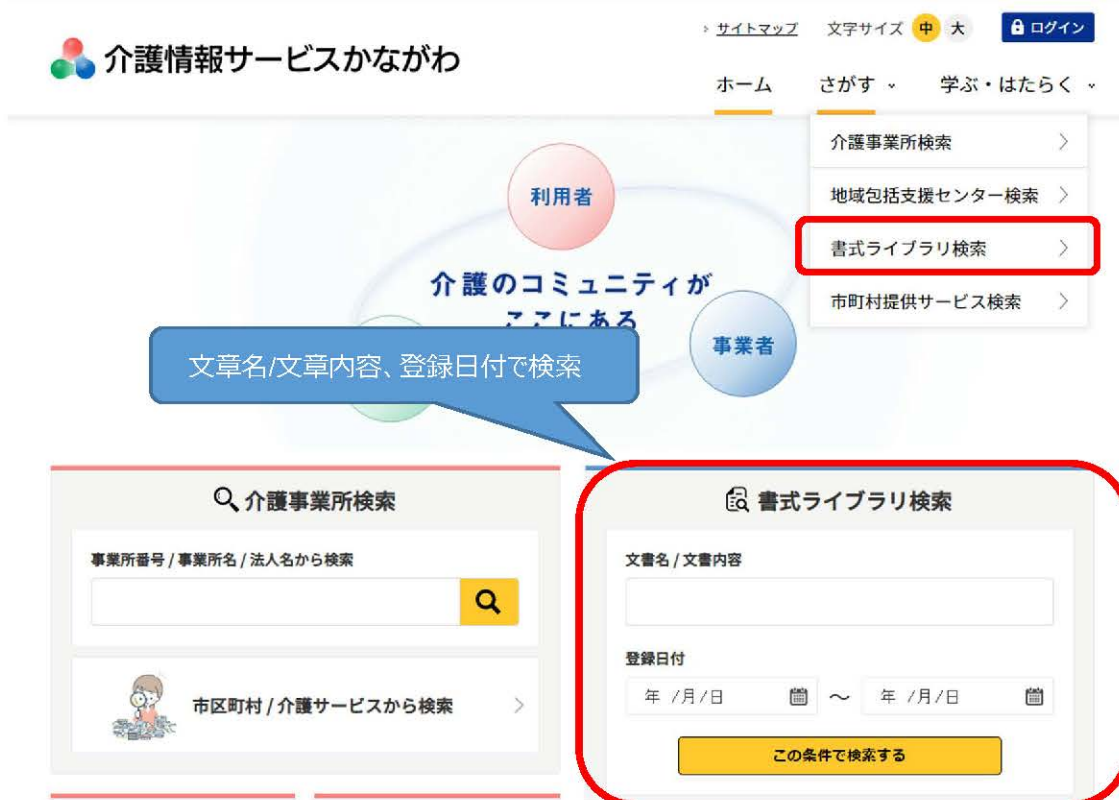 サイトマップ 文字サイズ 中 大 ログイン
介護情報サービスかながわ
ホーム さがす 学ぶ・はたらく
介護事業所検索
地域包括支援センター検索
書式ライブラリ検索
市町村提供サービス検索
利用者
介護のコミュニティが
ここにある
事業者
文章名/文章内容、登録日付で検索
介護事業所検索
事業所番号 / 事業所名 / 法人名から検索
市区町村 / 介護サービスから検索
書式ライブラリ検索
文書名 / 文書内容
登録日付
年 /月/日 ～ 年 /月/日
この条件で検索する